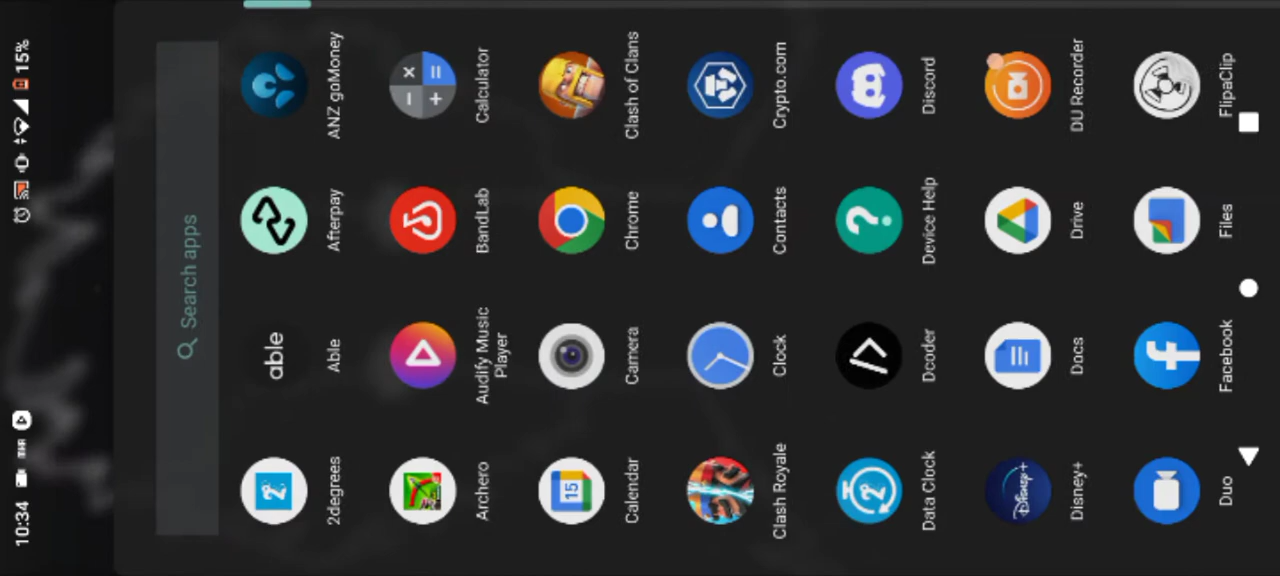 10:34
15%
Search apps
2degrees
Able
Afterpay
ANZ goMoney
Archero
Audify Music
Player
BandLab
Calculator
Calendar
Camera
Chrome
Clash of Clans
Clash Royale
Clock
Contacts
Crypto.com
Data Clock
Dcoder
Device Help
Discord
Disney+
Docs
Drive
DU Recorder
Duo
Facebook
Files
FlipaClip
able
15
Disney+